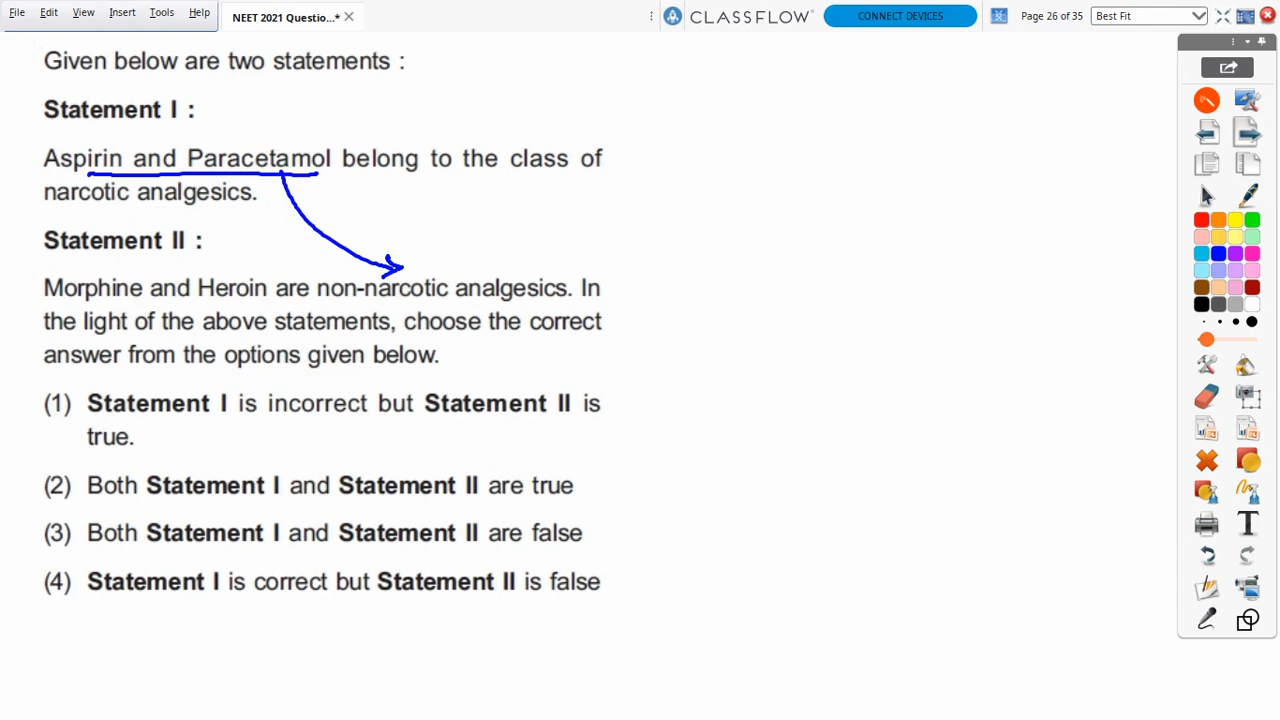 File Edit View Insert Tools Help NEET 2021 Questio...* CLASSFLOW CONNECT DEVICES Page 26 of 35 Best Fit
Given below are two statements :
Statement I :
Aspirin and Paracetamol belong to the class of
narcotic analgesics.
Statement II :
Morphine and Heroin are non-narcotic analgesics. In
the light of the above statements, choose the correct
answer from the options given below.
(1) Statement I is incorrect but Statement II is
true.
(2) Both Statement I and Statement II are true
(3) Both Statement I and Statement II are false
(4) Statement I is correct but Statement II is false